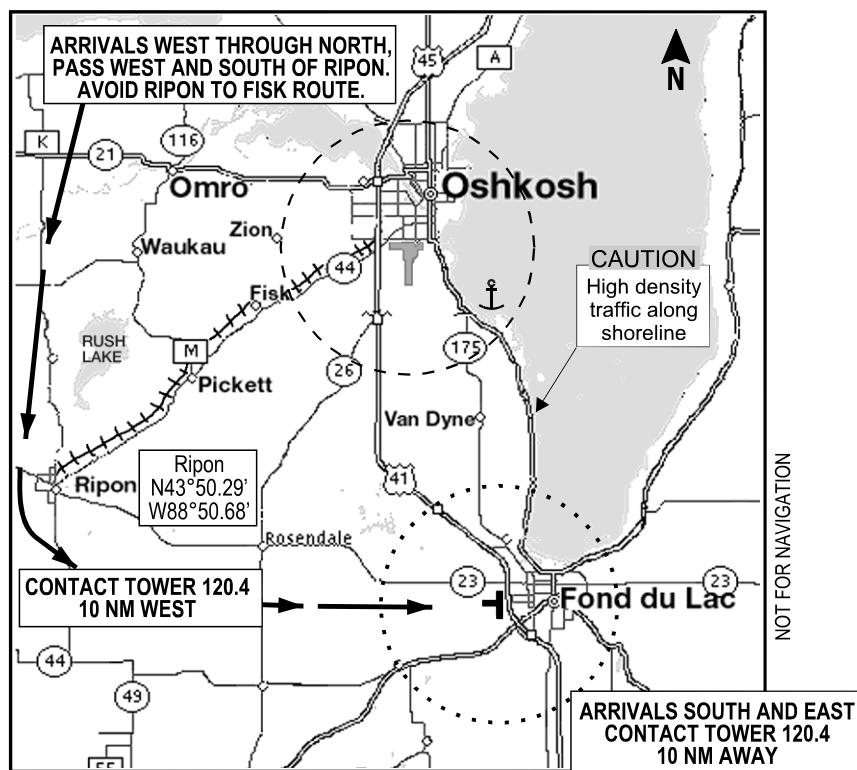 ARRIVALS WEST THROUGH NORTH,
PASS WEST AND SOUTH OF RIPON.
AVOID RIPON TO FISK ROUTE.
45
A
N
K
116
21
Omro
Oshkosh
Zion
Waukau
44
CAUTION
High density
traffic along
shoreline
Fisk
RUSH
LAKE
M
175
26
Pickett
Van Dyne
Ripon
Ripon
N43°50.29'
W88°50.68'
41
Rosendale
NOT FOR NAVIGATION
CONTACT TOWER 120.4
10 NM WEST
23
23
Fond du Lac
44
49
ARRIVALS SOUTH AND EAST
CONTACT TOWER 120.4
10 NM AWAY